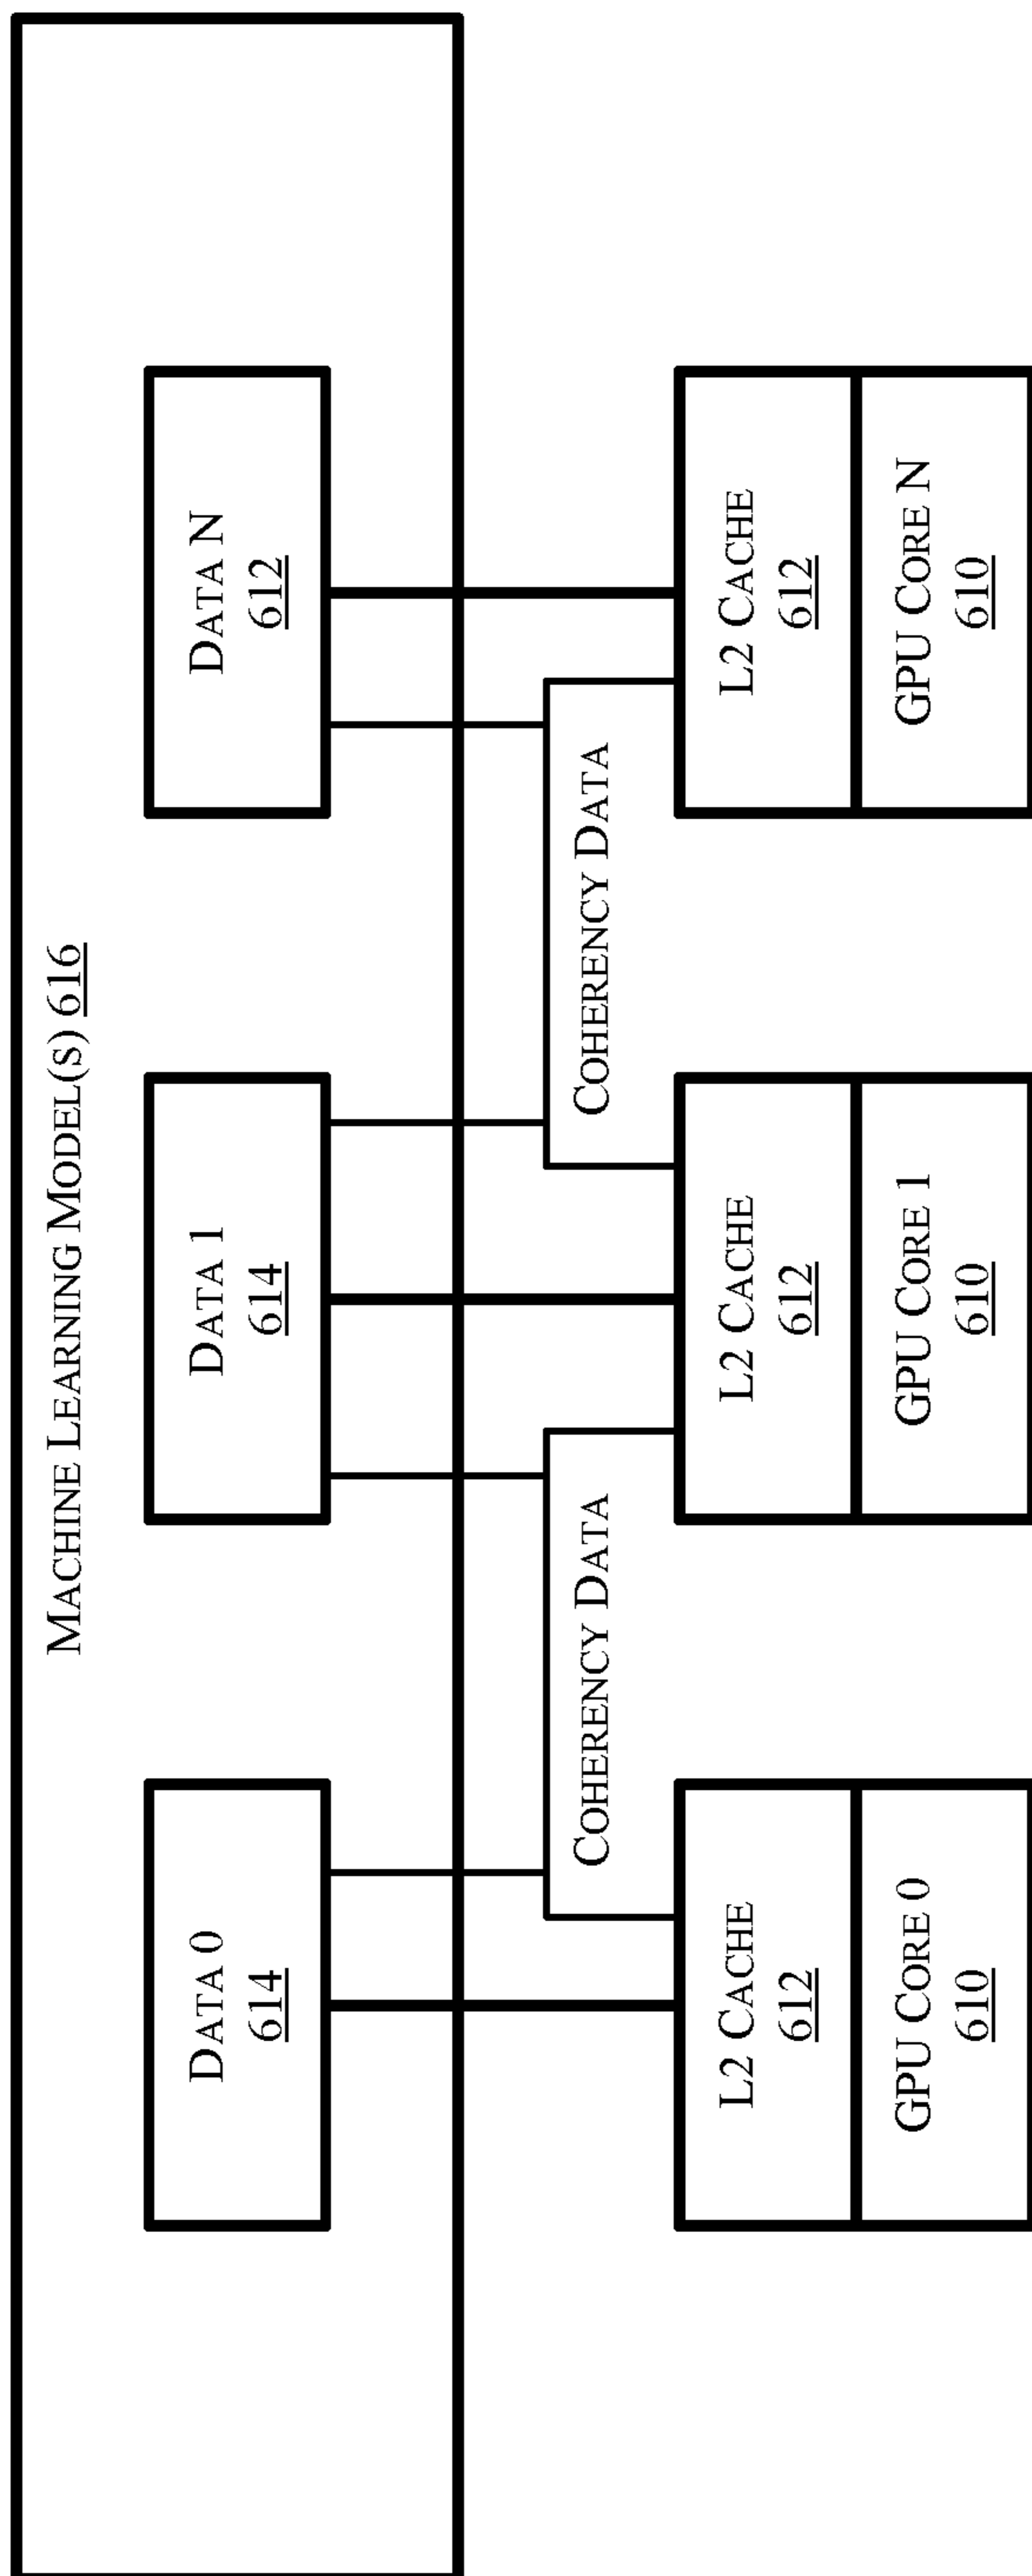 MACHINE LEARNING MODEL(S) 616
DATA 0
614
DATA 1
614
DATA N
612
COHERENCY DATA
COHERENCY DATA
L2 CACHE
612
L2 CACHE
612
L2 CACHE
612
GPU CORE 0
610
GPU CORE 1
610
GPU CORE N
610